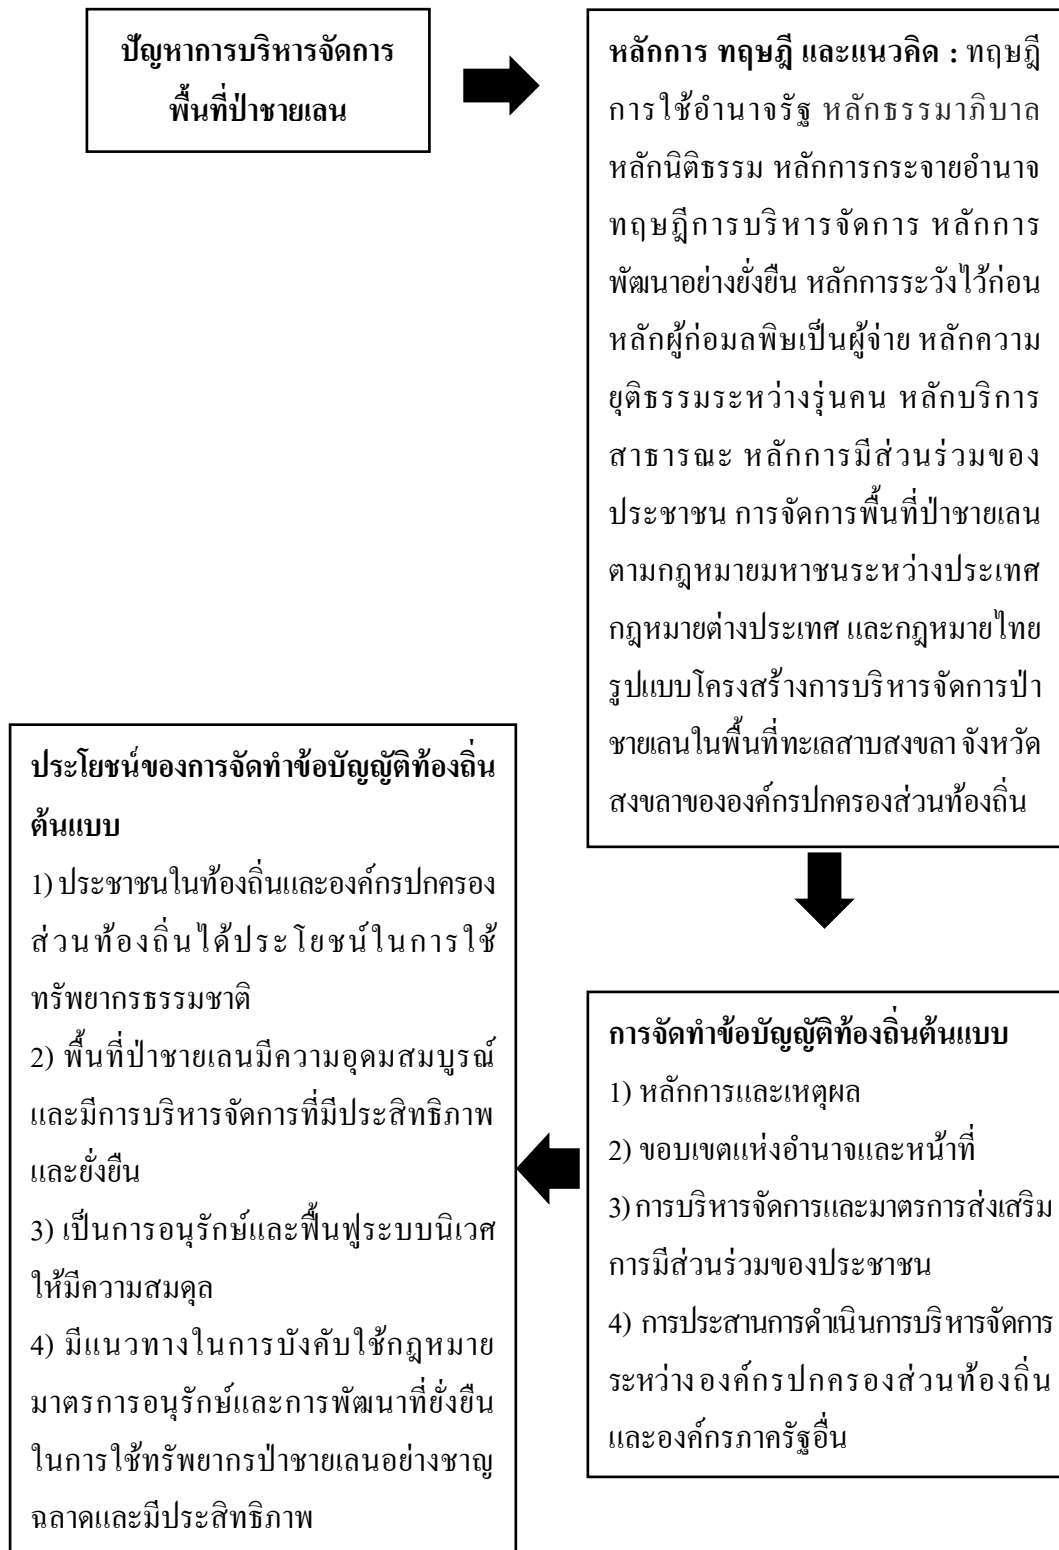 ปัญหาการบริหารจัดการ
พื้นที่ป่าชายเลน
หลักการ ทฤษฎี และแนวคิด : ทฤษฎี
การใช้อำนาจรัฐ หลักธรรมาภิบาล
หลักนิติธรรม หลักการกระจายอำนาจ
ทฤษฎีการบริหารจัดการ หลักการ
พัฒนาอย่างยั่งยืน หลักการระวังไว้ก่อน
หลักผู้ก่อมลพิษเป็นผู้จ่าย หลักความ
ยุติธรรมระหว่างรุ่นคน หลักบริการ
สาธารณะ หลักการมีส่วนร่วมของ
ประชาชน การจัดการพื้นที่ป่าชายเลน
ตามกฎหมายมหาชนระหว่างประเทศ
กฎหมายต่างประเทศ และกฎหมายไทย
รูปแบบโครงสร้างการบริหารจัดการป่า
ชายเลนในพื้นที่ทะเลสาบสงขลา จังหวัด
สงขลาขององค์กรปกครองส่วนท้องถิ่น
การจัดทำข้อบัญญัติท้องถิ่นต้นแบบ
1) หลักการและเหตุผล
2) ขอบเขตแห่งอำนาจและหน้าที่
3) การบริหารจัดการและมาตรการส่งเสริม
การมีส่วนร่วมของประชาชน
4) การประสานการดำเนินการบริหารจัดการ
ระหว่างองค์กรปกครองส่วนท้องถิ่น
และองค์กรภาครัฐอื่น
ประโยชน์ของการจัดทำข้อบัญญัติท้องถิ่น
ต้นแบบ
1) ประชาชนในท้องถิ่นและองค์กรปกครอง
ส่วนท้องถิ่นได้ประโยชน์ในการใช้
ทรัพยากรธรรมชาติ
2) พื้นที่ป่าชายเลนมีความอุดมสมบูรณ์
และมีการบริหารจัดการที่มีประสิทธิภาพ
และยั่งยืน
3) เป็นการอนุรักษ์และฟื้นฟูระบบนิเวศ
ให้มีความสมดุล
4) มีแนวทางในการบังคับใช้กฎหมาย
มาตรการอนุรักษ์และการพัฒนาที่ยั่งยืน
ในการใช้ทรัพยากรป่าชายเลนอย่างชาญ
ฉลาดและมีประสิทธิภาพ